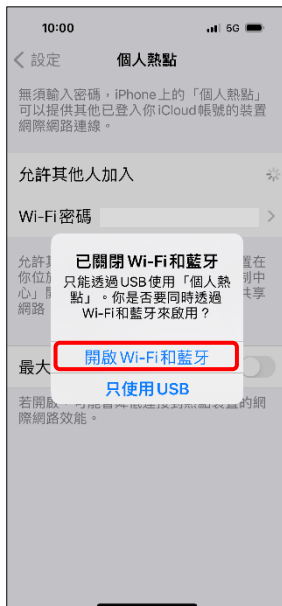 10:00
5G
設定
個人熱點
無須輸入密碼，iPhone上的「個人熱點」
可以提供其他已登入你iCloud帳號的裝置
網際網路連線。
允許其他人加入
Wi-Fi密碼
已關閉Wi-Fi和藍牙
只能透過USB使用「個人熱
點」。你是否要同時透過
Wi-Fi和藍牙來啟用？
允許
置在
你位
制中
心」
共享
網路
開啟Wi-Fi和藍牙
最大
只使用USB
若開啟，可能會降低連接到熱點裝置的網
際網路效能。